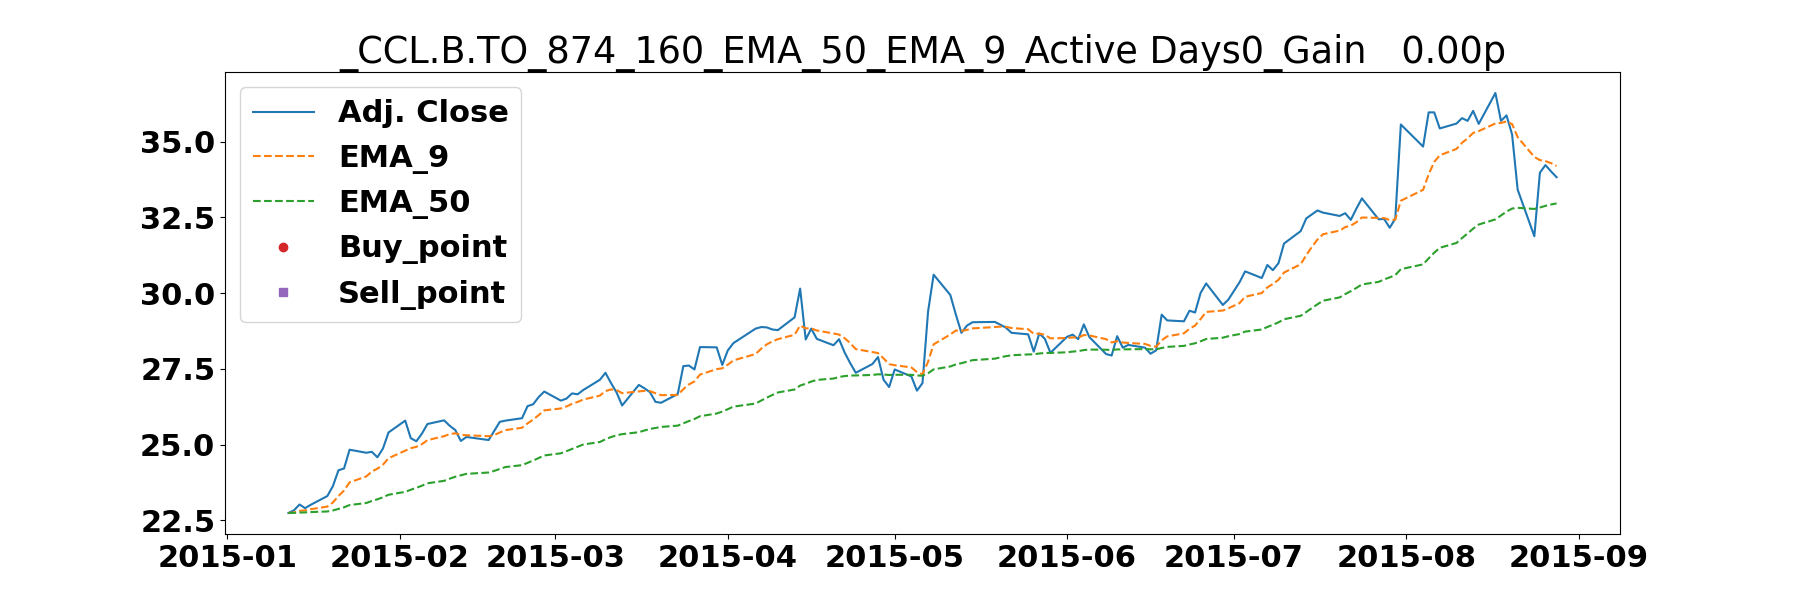 _CCL.B.TO_874_160_EMA_50_EMA_9_Active Days0_Gain   0.00p
Adj. Close
EMA_9
EMA_50
Buy_point
Sell_point
35.0
32.5
30.0
27.5
25.0
22.5
2015-01 2015-02 2015-03 2015-04 2015-05 2015-06 2015-07 2015-08 2015-09